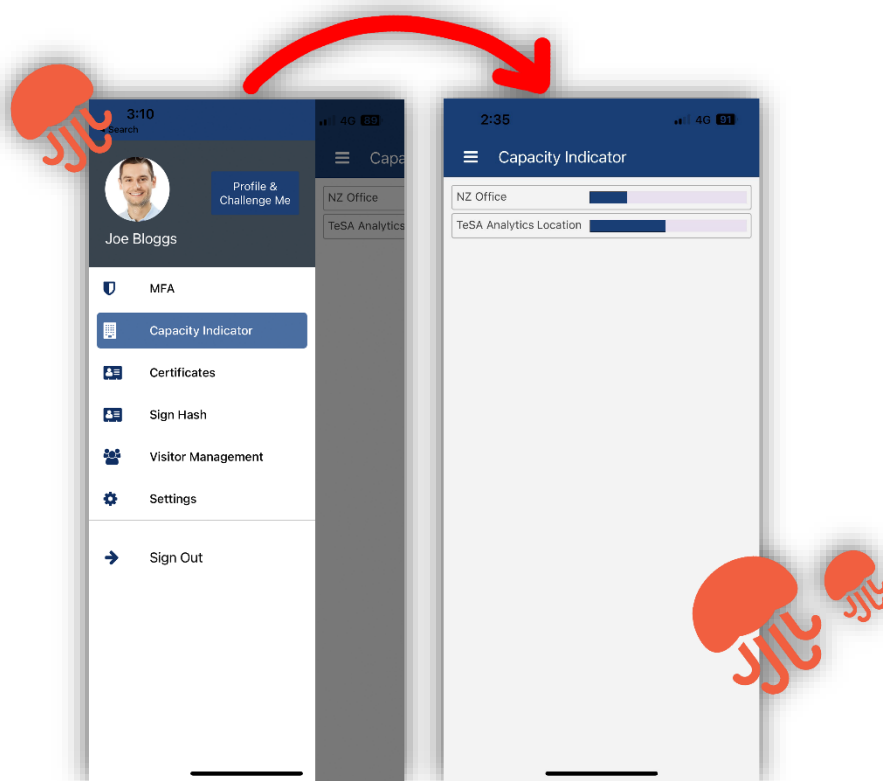 3:10
Search
4G 89
Capa
Profile &
Challenge Me
Joe Bloggs
NZ Office
TeSA Analytics
MFA
Capacity Indicator
Certificates
Sign Hash
Visitor Management
Settings
Sign Out
2:35
4G 91
Capacity Indicator
NZ Office
TeSA Analytics Location